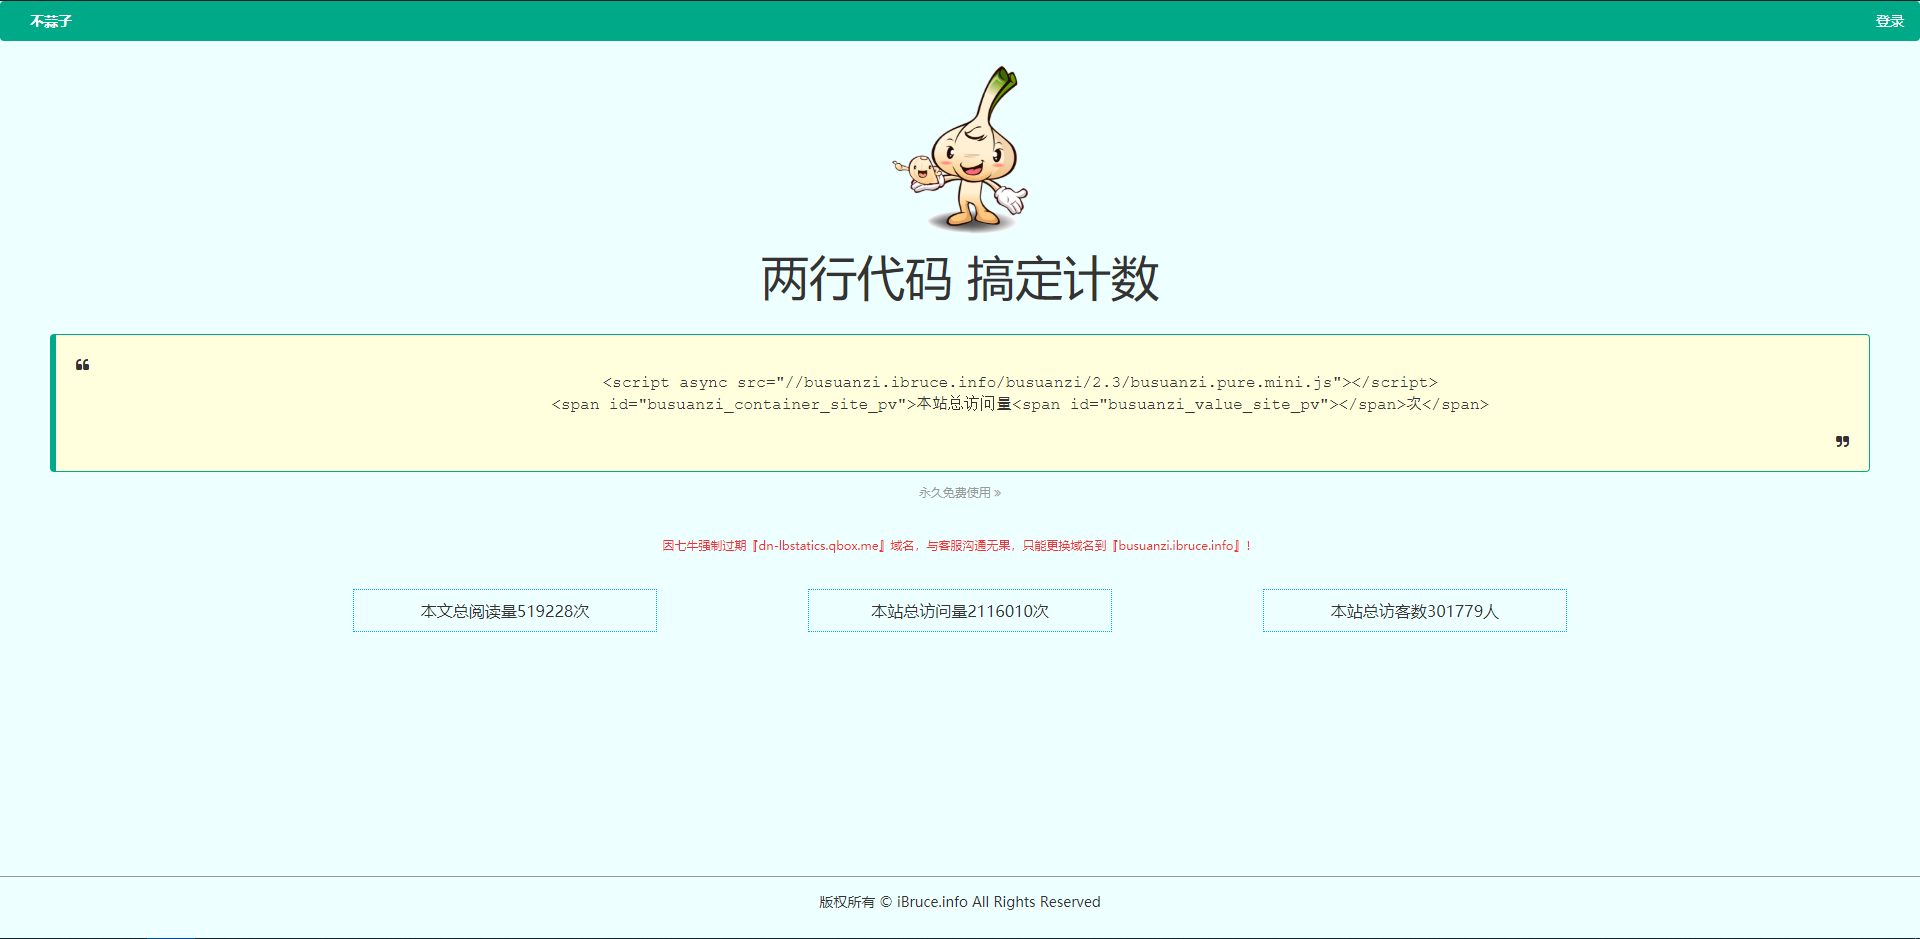 不蒜子
登录
两行代码 搞定计数
❝
<script async src="//busuanzi.ibruce.info/busuanzi/2.3/busuanzi.pure.mini.js"></script>
<span id="busuanzi_container_site_pv">本站总访问量<span id="busuanzi_value_site_pv"></span>次</span>
❞
永久免费使用 »
因七牛强制过期『dn-lbstatics.qbox.me』域名，与客服沟通无果，只能更换域名到『busuanzi.ibruce.info』！
本文总阅读量519228次
本站总访问量2116010次
本站总访客数301779人
版权所有 © iBruce.info All Rights Reserved